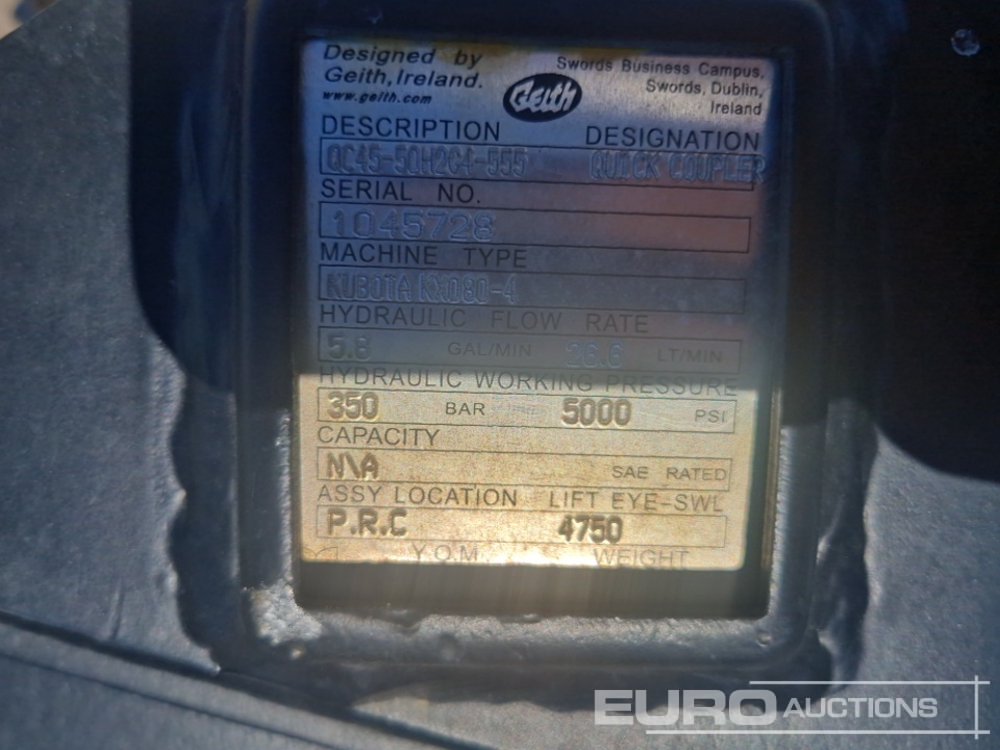 Designed by
Geith, Ireland.
www.geith.com
GEITH
Swords Business Campus,
Swords, Dublin,
Ireland
DESCRIPTION DESIGNATION
QC45-50H2G4-555 QUICK COUPLER
SERIAL NO.
1045728
MACHINE TYPE
KUBOTA KX080-4
HYDRAULIC FLOW RATE
5.8 GAL/MIN 26.6 LT/MIN
HYDRAULIC WORKING PRESSURE
350 BAR 5000 PSI
CAPACITY
N\A SAE RATED
ASSY LOCATION LIFT EYE-SWL
P.R.C 4750
Y.O.M. WEIGHT
EURO AUCTIONS